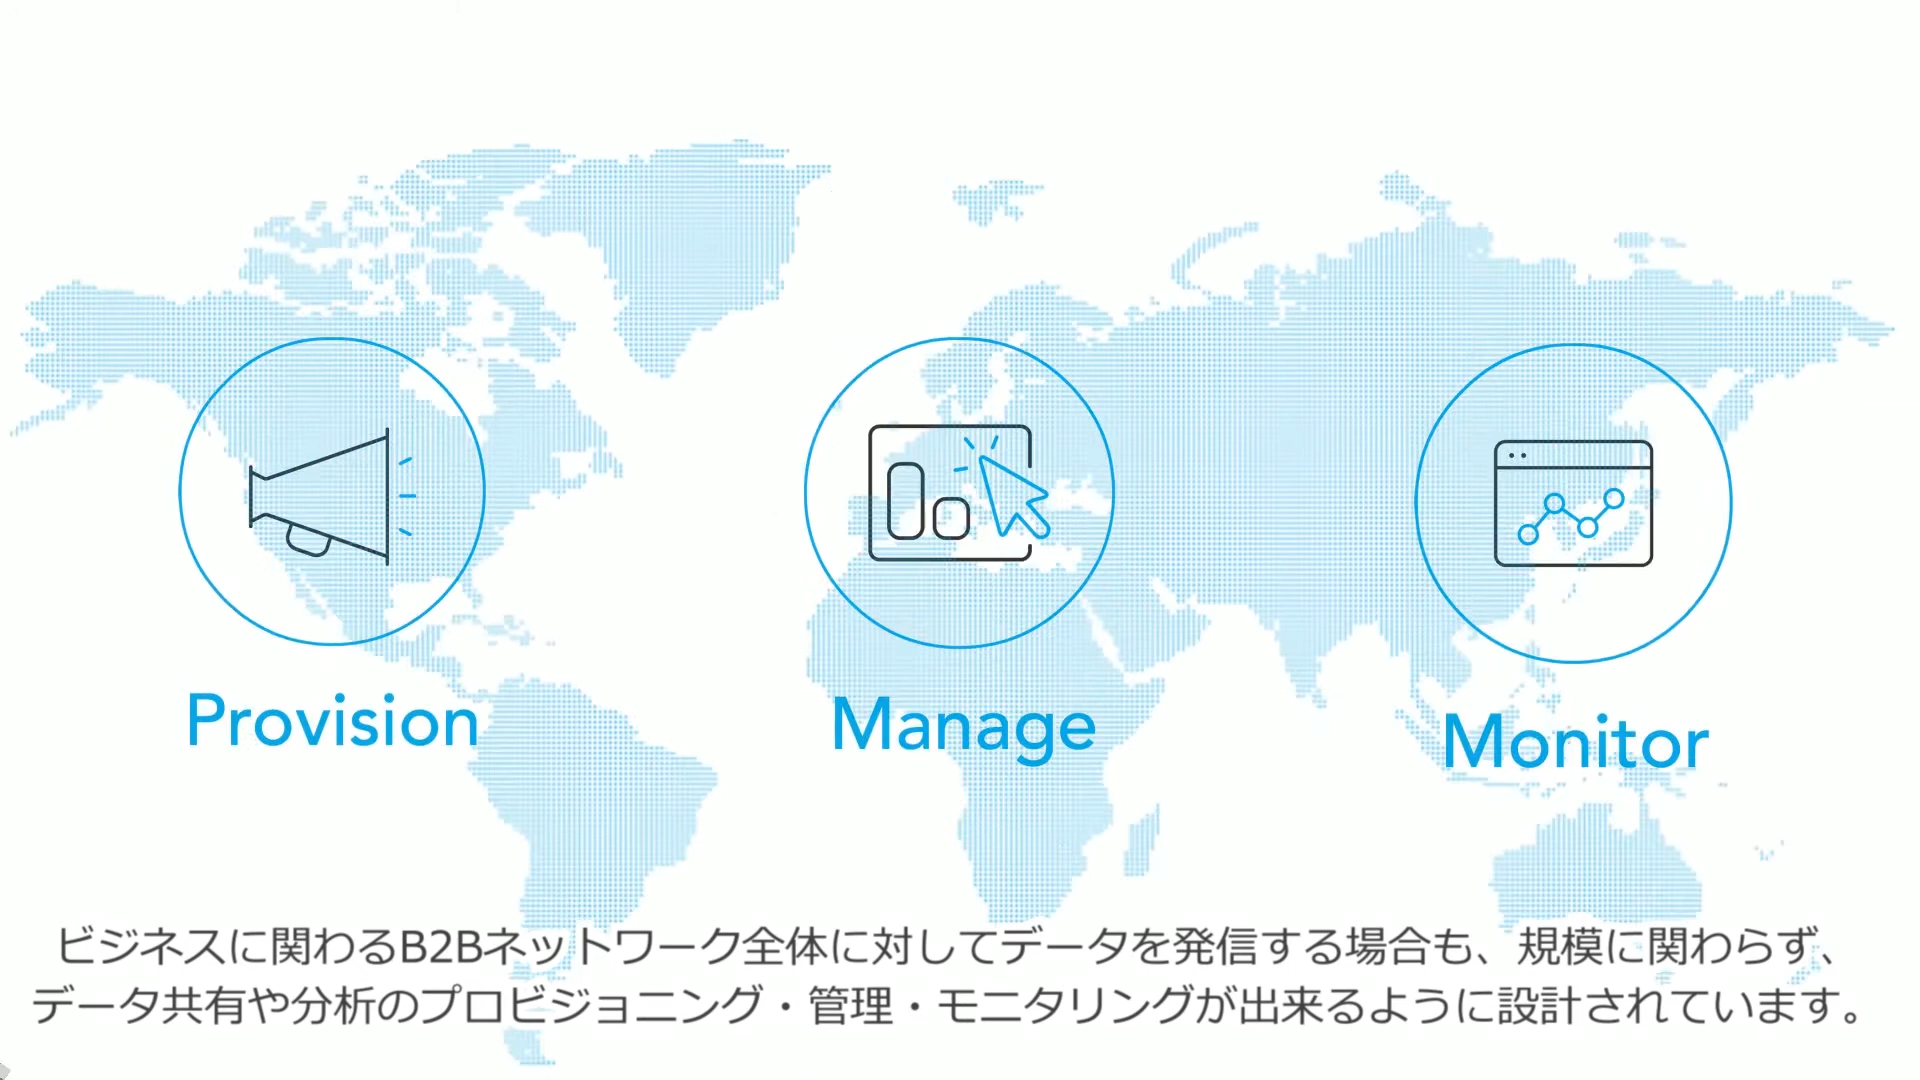 Provision
Manage
Monitor
ビジネスに関わるB2Bネットワーク全体に対してデータを発信する場合も、規模に関わらず、
データ共有や分析のプロビジョニング・管理・モニタリングが出来るように設計されています。